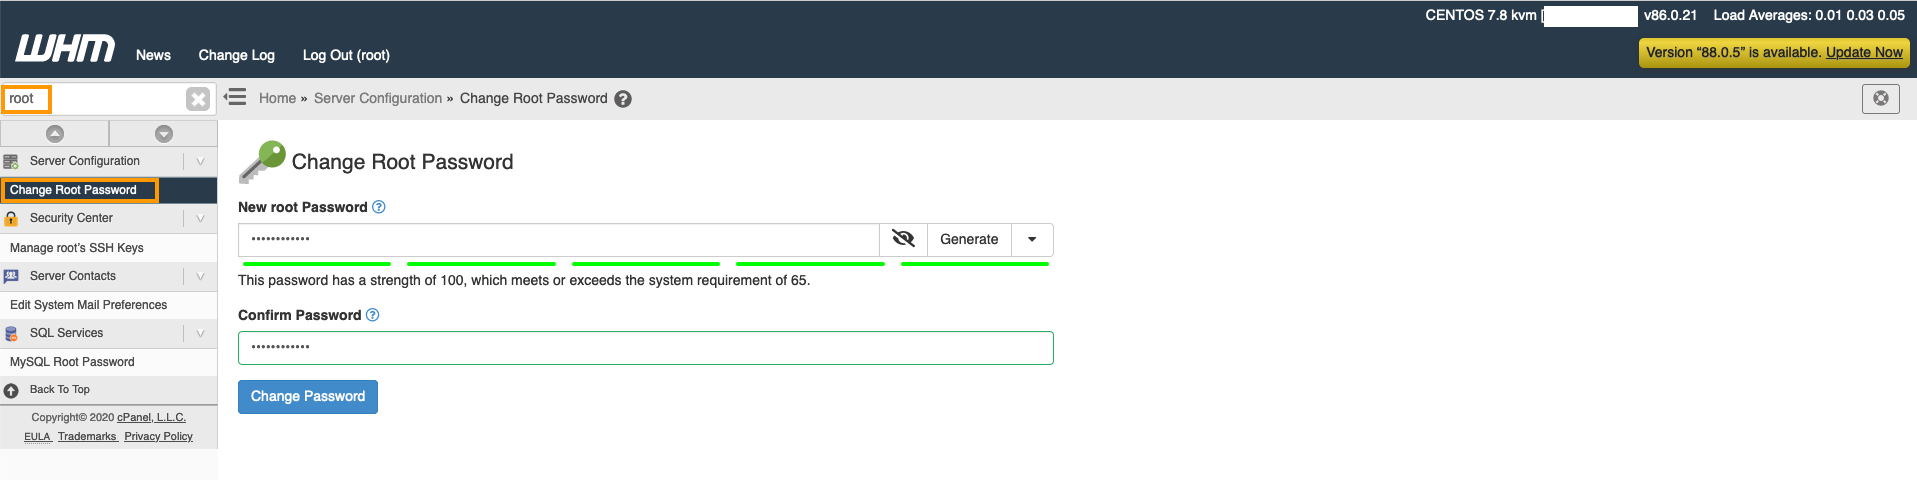 CENTOS 7.8 kvm [ v86.0.21 Load Averages: 0.01 0.03 0.05
WHM News Change Log Log Out (root)
Version “88.0.5” is available. Update Now
root
Home » Server Configuration » Change Root Password ?
Server Configuration
Change Root Password
Security Center
Manage root’s SSH Keys
Server Contacts
Edit System Mail Preferences
SQL Services
MySQL Root Password
Back To Top
Copyright© 2020 cPanel, L.L.C.
EULA Trademarks Privacy Policy
Change Root Password
New root Password ?
•••••••••••• Generate
This password has a strength of 100, which meets or exceeds the system requirement of 65.
Confirm Password ?
••••••••••••
Change Password